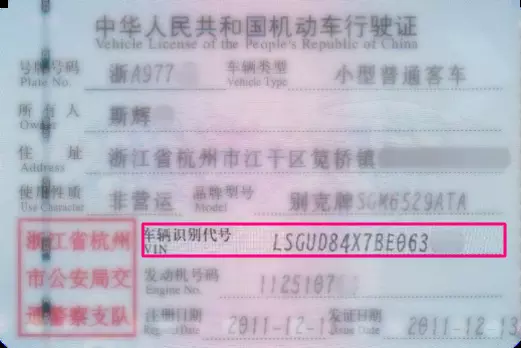 中华人民共和国机动车行驶证
Vehicle License of the People's Republic of China
号牌号码 浙A977 车辆类型 小型普通客车
Plate No. Vehicle Type
所有人 斯辉
Owner
住址 浙江省杭州市江干区笕桥镇
Address
使用性质 非营运 品牌型号 别克牌SGM6529ATA
Use Character Model
浙江省杭州
市公安局交
通警察支队
车辆识别代号 LSGUD84X7BE063
VIN
发动机号码 1125107
Engine No.
注册日期 2011-12-13 发证日期 2011-12-13
Register Date Issue Date